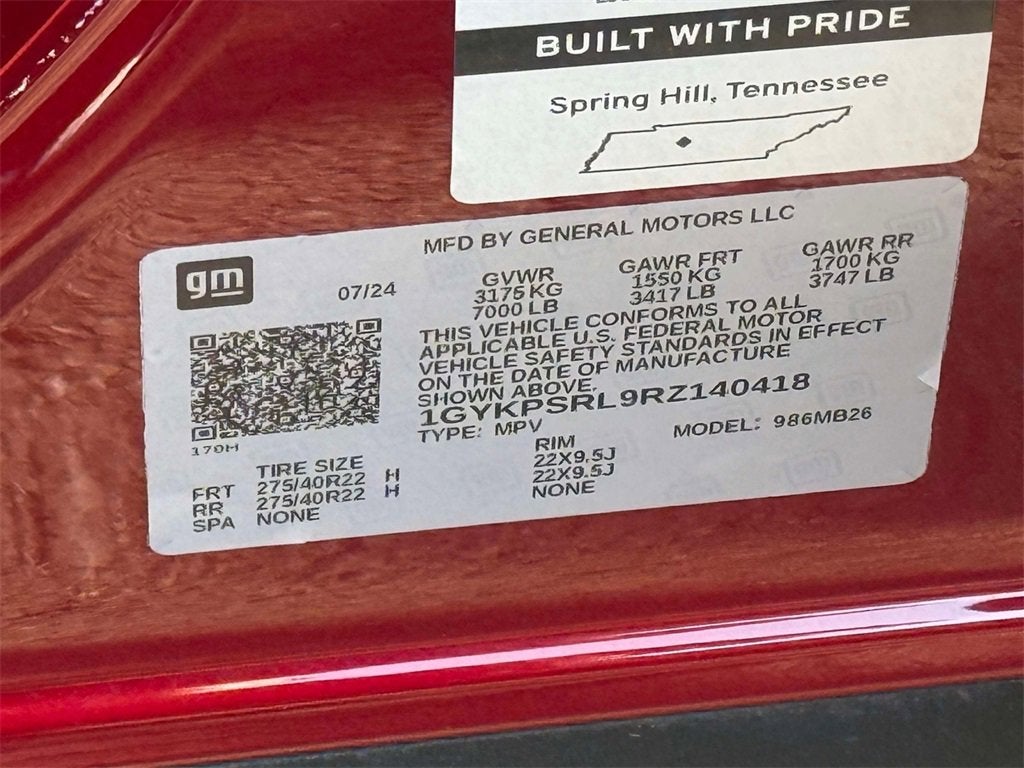 BUILT WITH PRIDE
Spring Hill, Tennessee
MFD BY GENERAL MOTORS LLC
gm
07/24
GVWR
3175 KG
7000 LB
GAWR FRT
1550 KG
3417 LB
GAWR RR
1700 KG
3747 LB
THIS VEHICLE CONFORMS TO ALL
APPLICABLE U.S. FEDERAL MOTOR
VEHICLE SAFETY STANDARDS IN EFFECT
ON THE DATE OF MANUFACTURE
SHOWN ABOVE.
1GYKPSRL9RZ140418
TYPE: MPV
MODEL: 986MB26
179H
TIRE SIZE
RIM
FRT 275/40R22 H 22X9.5J
RR 275/40R22 H 22X9.5J
SPA NONE NONE